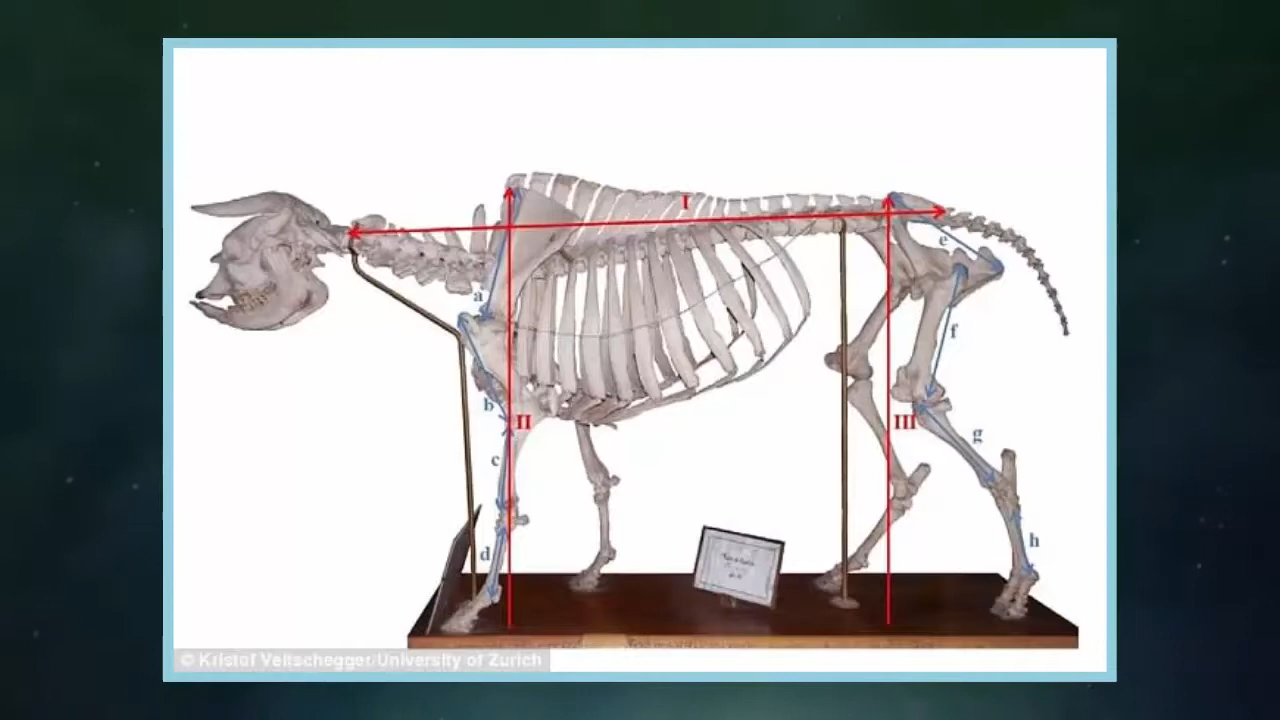 I
e
a
f
b
II
III
g
c
h
d
© Kristof Veitschegger/University of Zurich